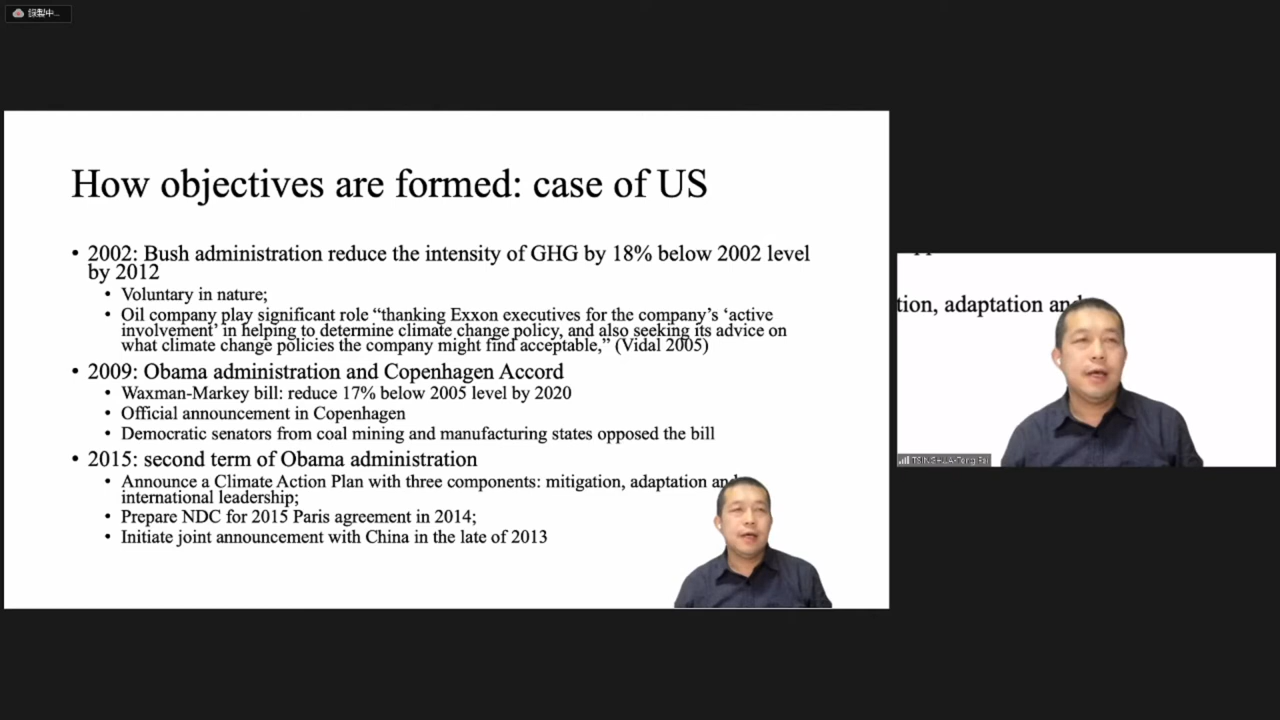 錄製中...
How objectives are formed: case of US
• 2002: Bush administration reduce the intensity of GHG by 18% below 2002 level
by 2012
• Voluntary in nature;
• Oil company play significant role “thanking Exxon executives for the company’s ‘active
involvement’ in helping to determine climate change policy, and also seeking its advice on
what climate change policies the company might find acceptable,” (Vidal 2005)
• 2009: Obama administration and Copenhagen Accord
• Waxman-Markey bill: reduce 17% below 2005 level by 2020
• Official announcement in Copenhagen
• Democratic senators from coal mining and manufacturing states opposed the bill
• 2015: second term of Obama administration
• Announce a Climate Action Plan with three components: mitigation, adaptation and
international leadership;
• Prepare NDC for 2015 Paris agreement in 2014;
• Initiate joint announcement with China in the late of 2013
tion, adaptation and